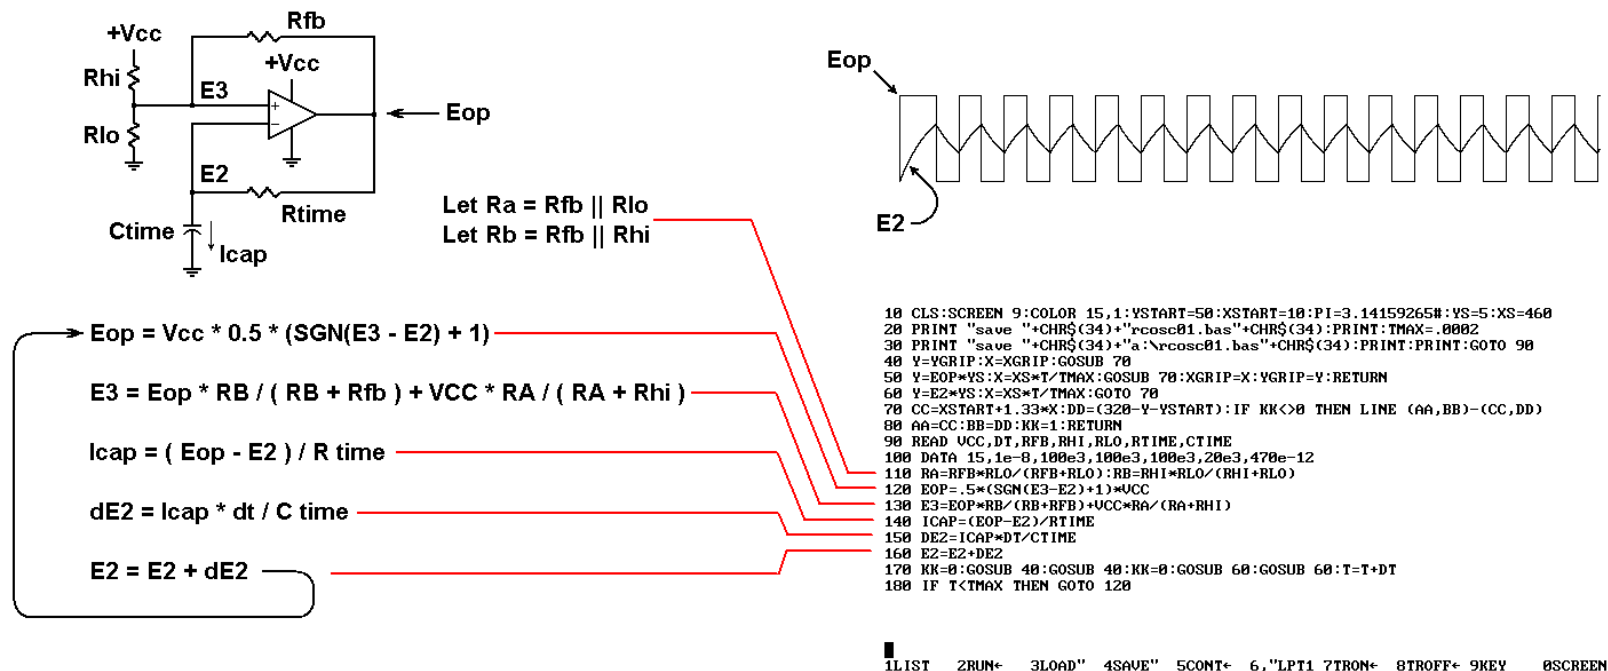 Rfb
+Vcc
+Vcc
Rhi
E3
+
−
Eop
Rlo
E2
Rtime
Ctime
Icap
Let Ra = Rfb || Rlo
Let Rb = Rfb || Rhi
Eop = Vcc * 0.5 * (SGN(E3 - E2) + 1)
E3 = Eop * RB / ( RB + Rfb ) + VCC * RA / ( RA + Rhi )
Icap = ( Eop - E2 ) / R time
dE2 = Icap * dt / C time
E2 = E2 + dE2
Eop
E2
10 CLS:SCREEN 9:COLOR 15,1:YSTART=50:XSTART=10:PI=3.14159265#:YS=5:XS=460
20 PRINT "save "+CHR$(34)+"rcosc01.bas"+CHR$(34):PRINT:TMAX=.0002
30 PRINT "save "+CHR$(34)+"a:\rcosc01.bas"+CHR$(34):PRINT:PRINT:GOTO 90
40 Y=YGRIP:X=XGRIP:GOSUB 70
50 Y=EOP*YS:X=XS*T/TMAX:GOSUB 70:XGRIP=X:YGRIP=Y:RETURN
60 Y=E2*YS:X=XS*T/TMAX:GOTO 70
70 CC=XSTART+1.33*X:DD=(320-Y-YSTART):IF KK<>0 THEN LINE (AA,BB)-(CC,DD)
80 AA=CC:BB=DD:KK=1:RETURN
90 READ VCC,DT,RFB,RHI,RLO,RTIME,CTIME
100 DATA 15,1e-8,100e3,100e3,100e3,20e3,470e-12
110 RA=RFB*RLO/(RFB+RLO):RB=RHI*RLO/(RHI+RLO)
120 EOP=.5*(SGN(E3-E2)+1)*VCC
130 E3=EOP*RB/(RB+RFB)+VCC*RA/(RA+RHI)
140 ICAP=(EOP-E2)/RTIME
150 DE2=ICAP*DT/CTIME
160 E2=E2+DE2
170 KK=0:GOSUB 40:GOSUB 40:KK=0:GOSUB 60:GOSUB 60:T=T+DT
180 IF T<TMAX THEN GOTO 120
1LIST 2RUN← 3LOAD" 4SAVE" 5CONT← 6,"LPT1 7TRON← 8TROFF← 9KEY 0SCREEN